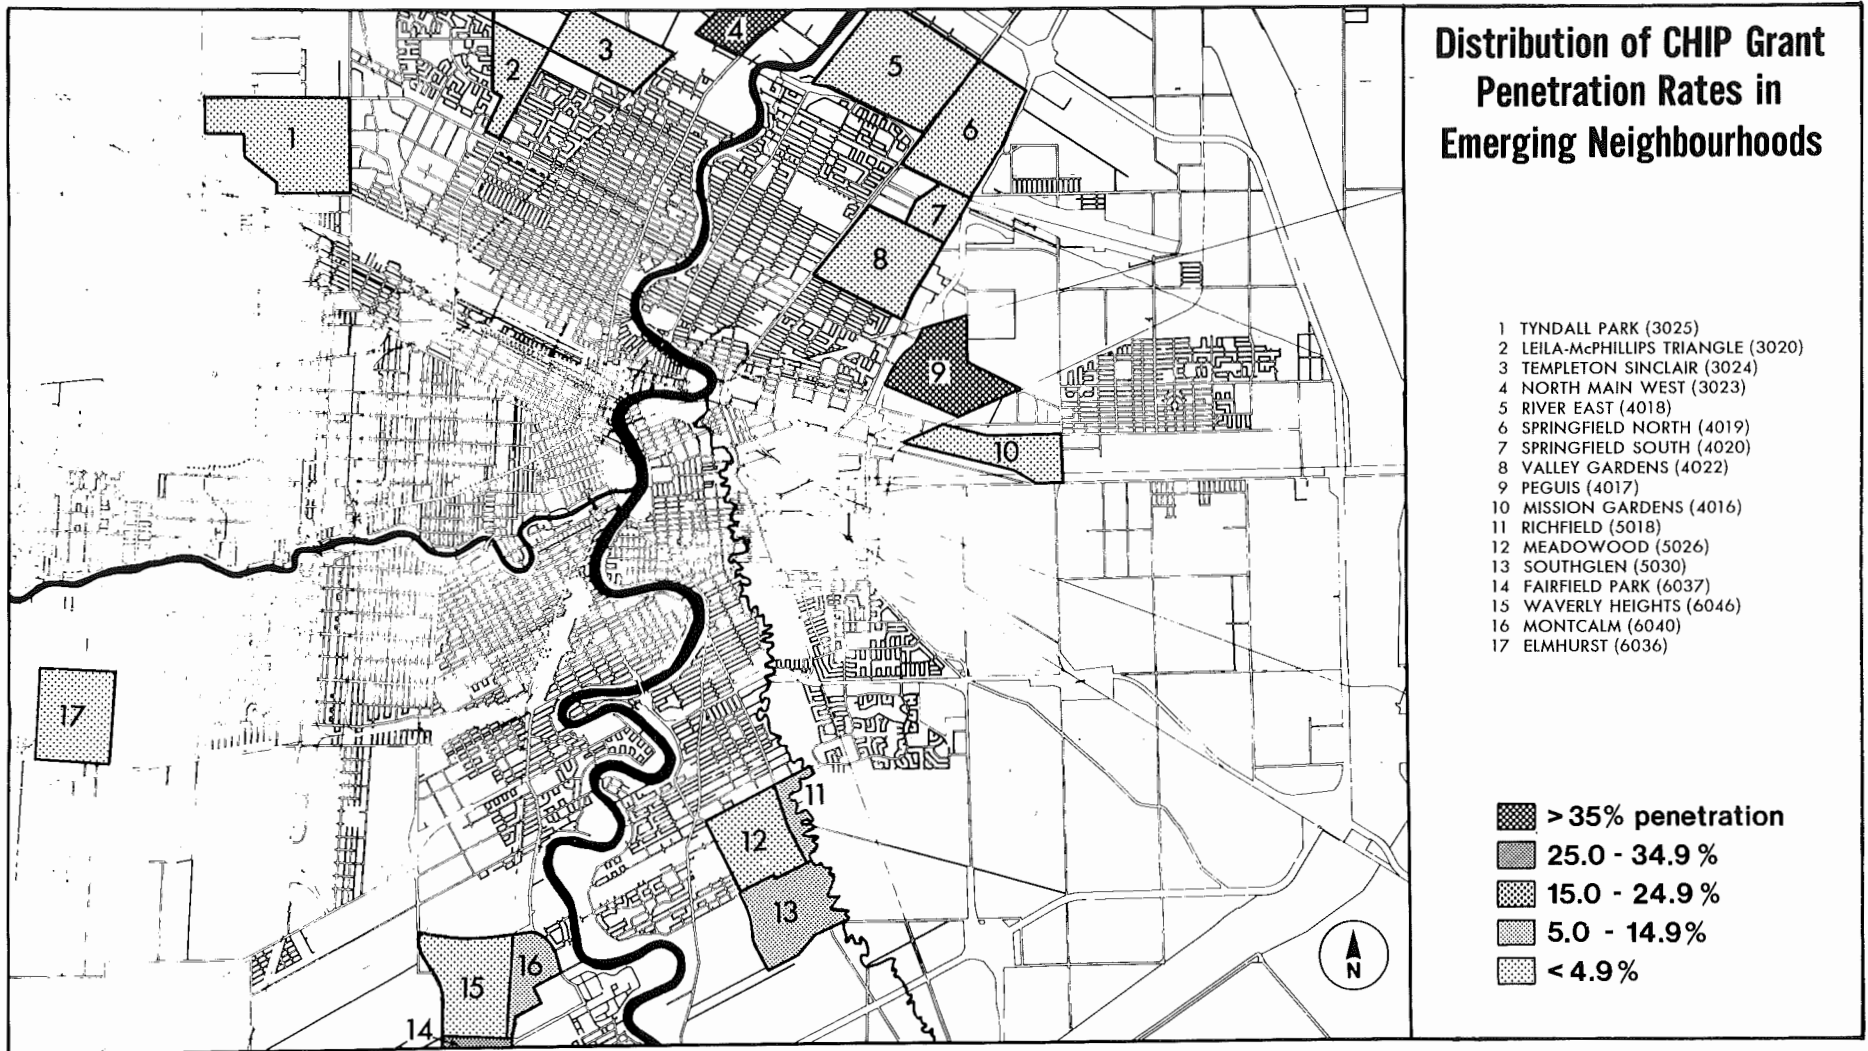 Distribution of CHIP Grant
Penetration Rates in
Emerging Neighbourhoods
1 TYNDALL PARK (3025)
2 LEILA-McPHILLIPS TRIANGLE (3020)
3 TEMPLETON SINCLAIR (3024)
4 NORTH MAIN WEST (3023)
5 RIVER EAST (4018)
6 SPRINGFIELD NORTH (4019)
7 SPRINGFIELD SOUTH (4020)
8 VALLEY GARDENS (4022)
9 PEGUIS (4017)
10 MISSION GARDENS (4016)
11 RICHFIELD (5018)
12 MEADOWOOD (5026)
13 SOUTHGLEN (5030)
14 FAIRFIELD PARK (6037)
15 WAVERLY HEIGHTS (6046)
16 MONTCALM (6040)
17 ELMHURST (6036)
>35% penetration
25.0 - 34.9 %
15.0 - 24.9 %
5.0 - 14.9%
<4.9%
N
1
2
3
4
5
6
7
8
9
10
11
12
13
14
15
16
17